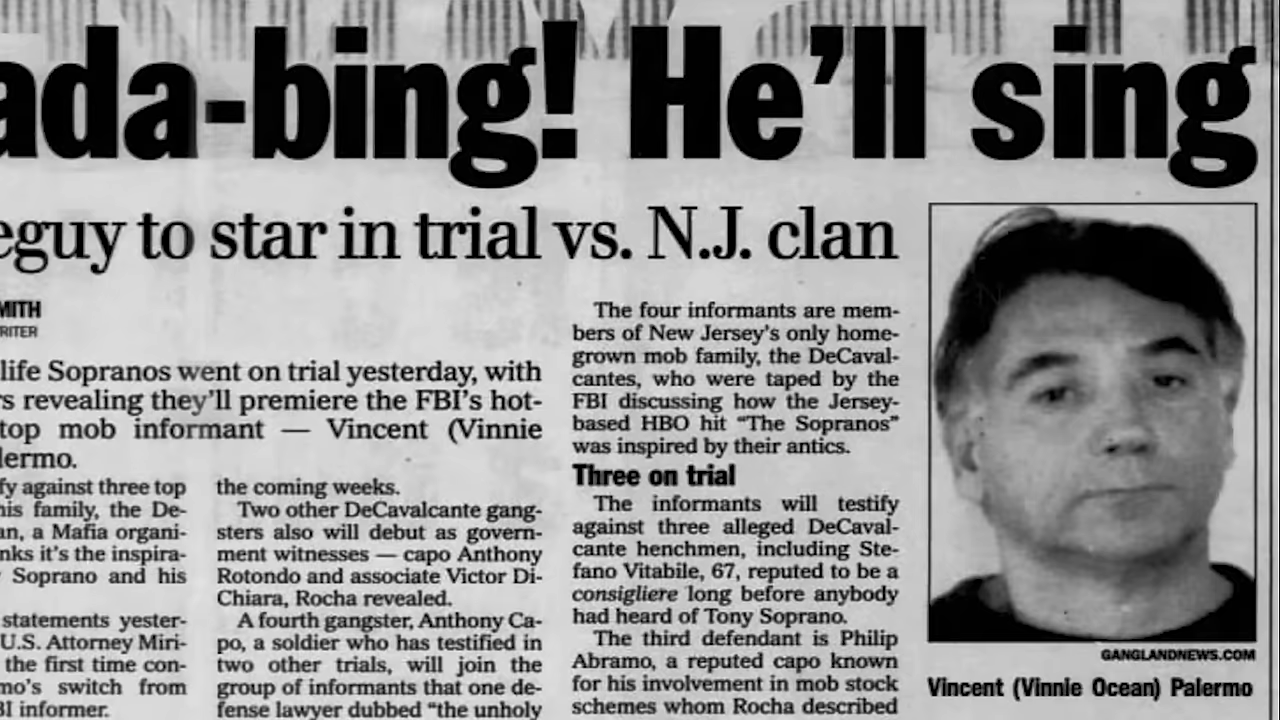 ada-bing! He'll sing
eguy to star in trial vs. N.J. clan
MITH
RITER
life Sopranos went on trial yesterday, with
rs revealing they'll premiere the FBI's hot-
top mob informant — Vincent (Vinnie
lermo.
fy against three top
his family, the De-
an, a Mafia organi-
nks it's the inspira-
Soprano and his
statements yester-
U.S. Attorney Miri-
the first time con-
mo's switch from
BI informer.
the coming weeks.
Two other DeCavalcante gang-
sters also will debut as govern-
ment witnesses — capo Anthony
Rotondo and associate Victor Di-
Chiara, Rocha revealed.
A fourth gangster, Anthony Ca-
po, a soldier who has testified in
two other trials, will join the
group of informants that one de-
fense lawyer dubbed "the unholy
The four informants are mem-
bers of New Jersey's only home-
grown mob family, the DeCaval-
cantes, who were taped by the
FBI discussing how the Jersey-
based HBO hit "The Sopranos"
was inspired by their antics.
Three on trial
The informants will testify
against three alleged DeCaval-
cante henchmen, including Ste-
fano Vitabile, 67, reputed to be a
consigliere long before anybody
had heard of Tony Soprano.
The third defendant is Philip
Abramo, a reputed capo known
for his involvement in mob stock
schemes whom Rocha described
GANGLANDNEWS.COM
Vincent (Vinnie Ocean) Palermo